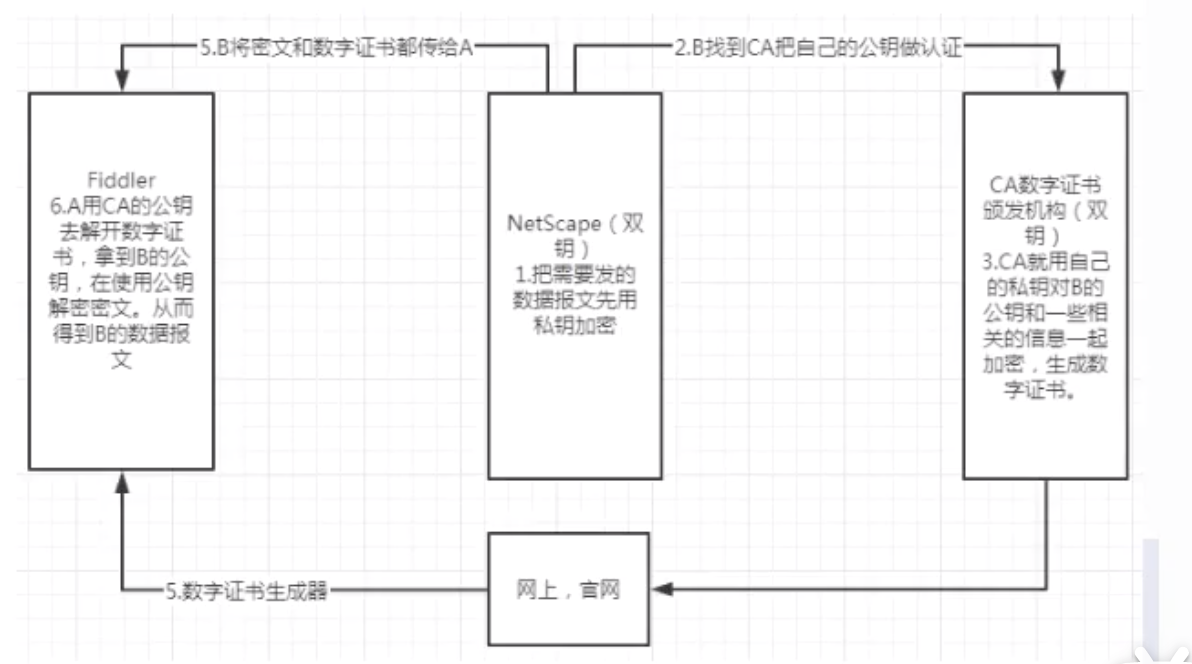 5.B将密文和数字证书都传给A
2.B找到CA把自己的公钥做认证
Fiddler
6.A用CA的公钥
去解开数字证
书，拿到B的公
钥，在使用公钥
解密密文。从而
得到B的数据报
文
NetScape（双
钥）
1.把需要发的
数据报文先用
私钥加密
CA数字证书
颁发机构（双
钥）
3.CA就用自己
的私钥对B的
公钥和一些相
关的信息一起
加密，生成数
字证书。
5.数字证书生成器
网上，官网